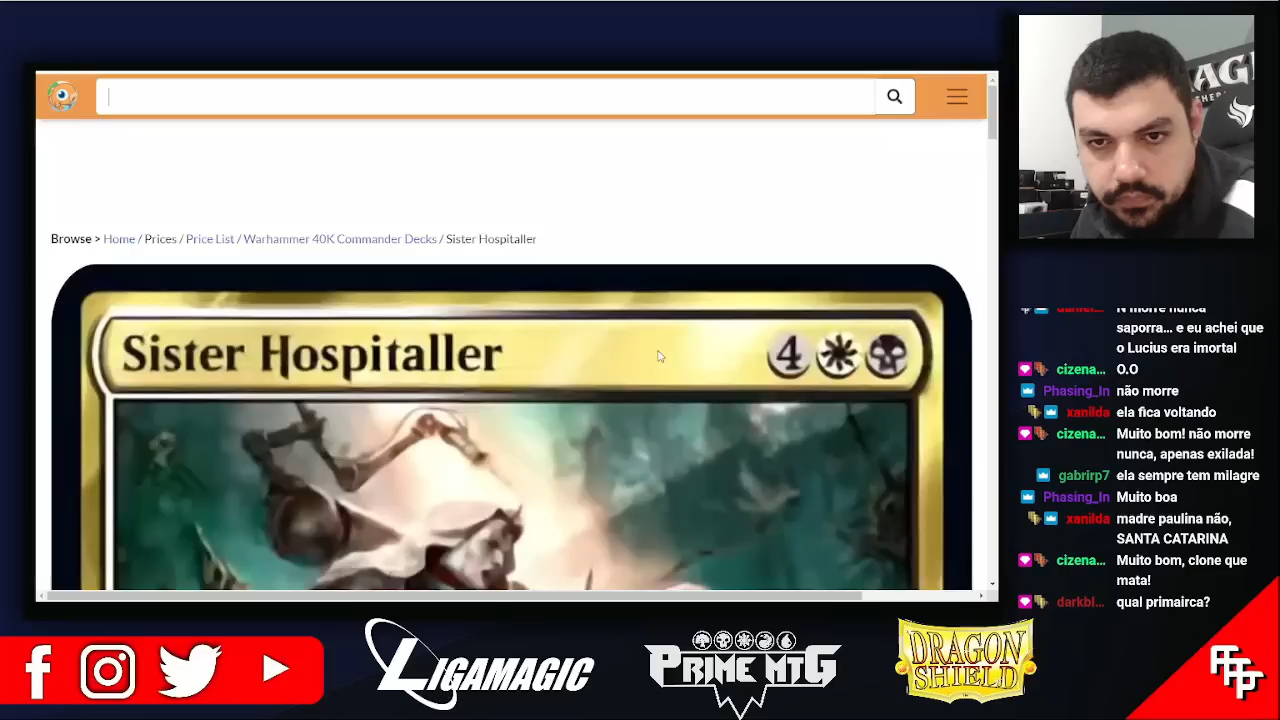 AG
Browse > Home / Prices / Price List / Warhammer 40K Commander Decks / Sister Hospitaller
Sister Hospitaller 4
N morre nunca
saporra... e eu achei que
o Lucius era imortal
cizena... O.O
Phasing_In não morre
xanilda ela fica voltando
cizena... Muito bom! não morre
nunca, apenas exilada!
gabrirp7 ela sempre tem milagre
Phasing_In Muito boa
xanilda madre paulina não,
SANTA CATARINA
cizena... Muito bom, clone que
mata!
darkbl... qual primairca?
LIGAMAGIC
PRIME MTG
DRAGON
SHIELD